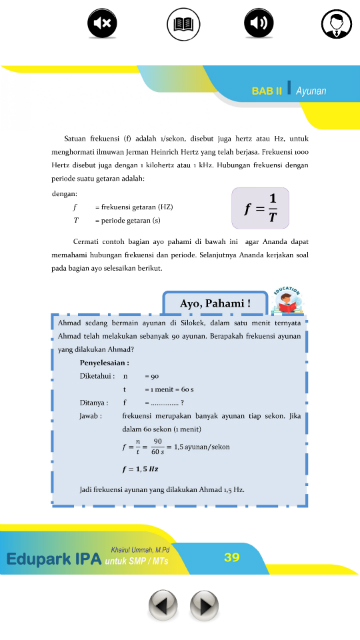 BAB II Ayunan
Satuan frekuensi (f) adalah 1/sekon, disebut juga hertz atau Hz, untuk
menghormati ilmuwan Jerman Heinrich Hertz yang telah berjasa. Frekuensi 1000
Hertz disebut juga dengan 1 kilohertz atau 1 kHz. Hubungan frekuensi dengan
periode suatu getaran adalah:
dengan:
f = frekuensi getaran (HZ)
T = periode getaran (s)
f = 1/T
Cermati contoh bagian ayo pahami di bawah ini agar Ananda dapat
memahami hubungan frekuensi dan periode. Selanjutnya Ananda kerjakan soal
pada bagian ayo selesaikan berikut.
EDUCATION
Ayo, Pahami !
Ahmad sedang bermain ayunan di Silokek, dalam satu menit ternyata
Ahmad telah melakukan sebanyak 90 ayunan. Berapakah frekuensi ayunan
yang dilakukan Ahmad?
Penyelesaian :
Diketahui : n = 90
t = 1 menit = 60 s
Ditanya : f = .............. ?
Jawab : frekuensi merupakan banyak ayunan tiap sekon. Jika
dalam 60 sekon (1 menit)
f = n/t = 90/60 s = 1,5 ayunan/sekon
f = 1,5 Hz
Jadi frekuensi ayunan yang dilakukan Ahmad 1,5 Hz.
Khairul Ummah, M.Pd
Edupark IPA untuk SMP / MTs
39